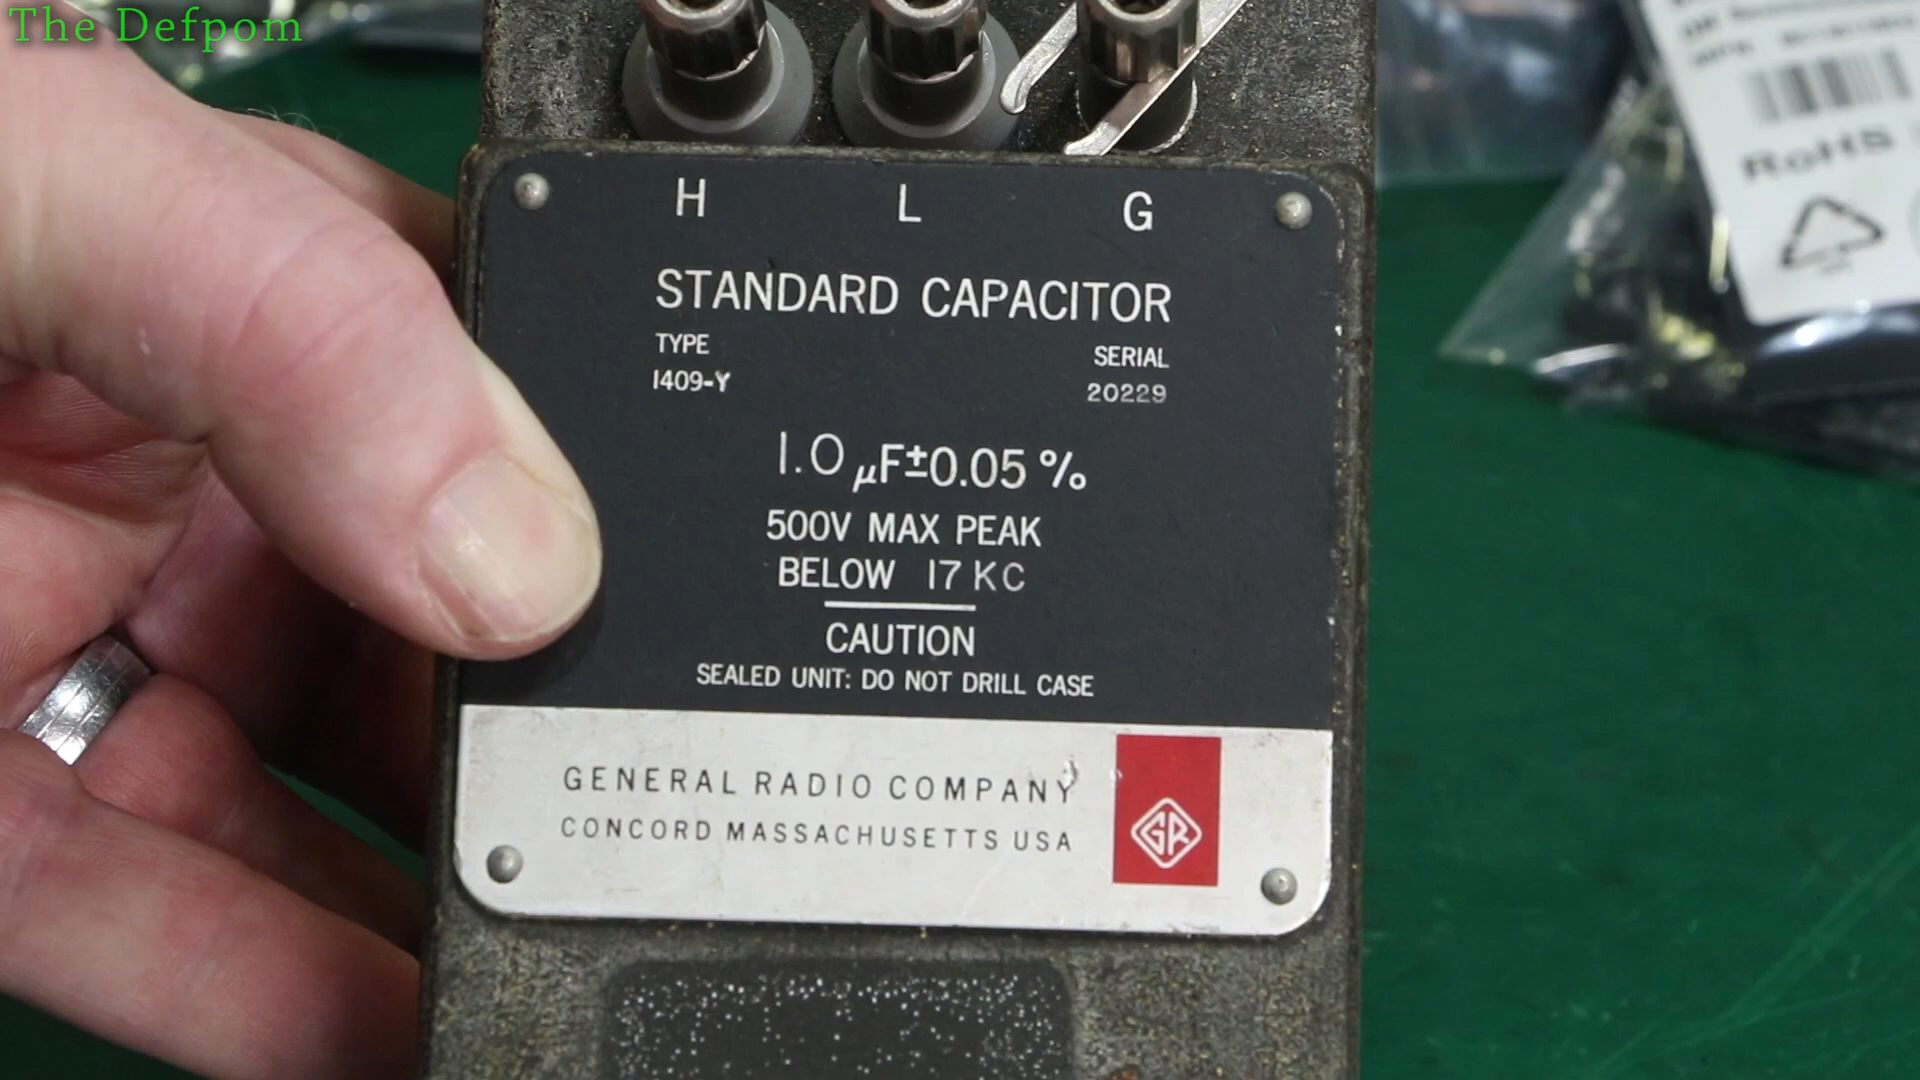 The Defpom
RoHS
H L G
STANDARD CAPACITOR
TYPE SERIAL
1409-Y 20229
1.0 µF±0.05 %
500V MAX PEAK
BELOW 17 KC
CAUTION
SEALED UNIT: DO NOT DRILL CASE
GENERAL RADIO COMPANY
CONCORD MASSACHUSETTS USA
GR